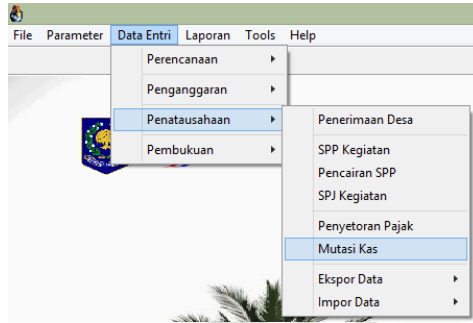 File Parameter Data Entri Laporan Tools Help
Perencanaan
Penganggaran
Penatausahaan
Pembukuan
Penerimaan Desa
SPP Kegiatan
Pencairan SPP
SPJ Kegiatan
Penyetoran Pajak
Mutasi Kas
Ekspor Data
Impor Data